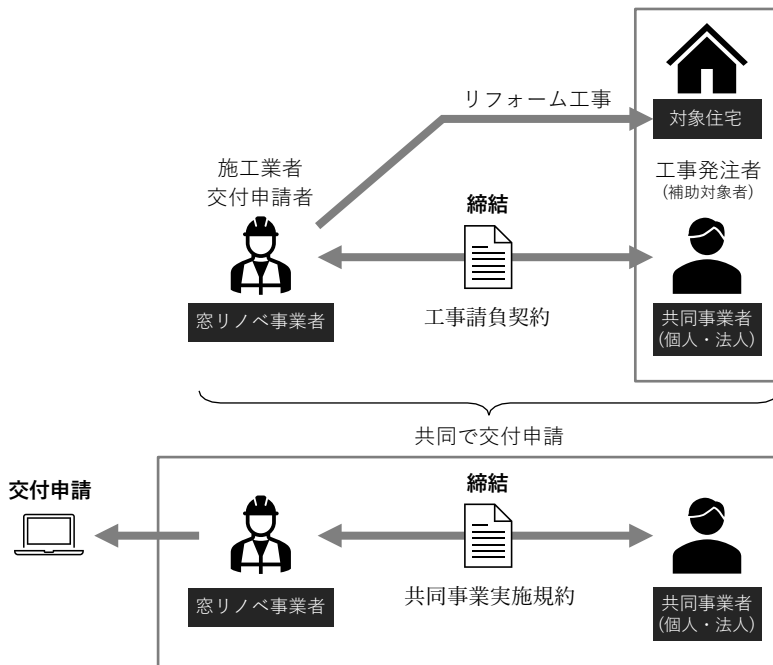 リフォーム工事
対象住宅
施工業者
交付申請者
工事発注者
(補助対象者)
締結
窓リノベ事業者
工事請負契約
共同事業者
(個人・法人)
共同で交付申請
交付申請
締結
窓リノベ事業者
共同事業実施規約
共同事業者
(個人・法人)